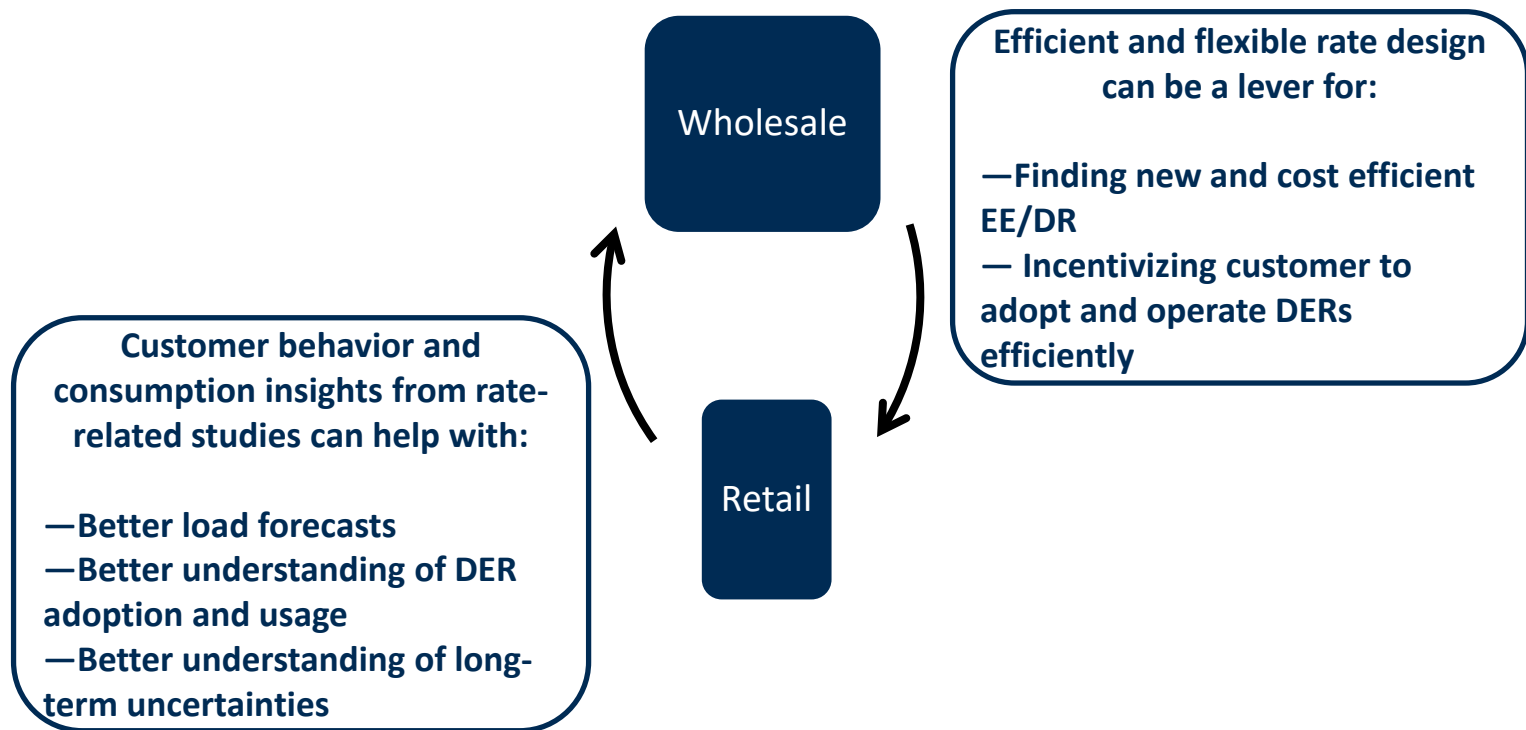 Wholesale
Efficient and flexible rate design
can be a lever for:
—Finding new and cost efficient
EE/DR
— Incentivizing customer to
adopt and operate DERs
efficiently
Customer behavior and
consumption insights from rate-
related studies can help with:
—Better load forecasts
—Better understanding of DER
adoption and usage
—Better understanding of long-
term uncertainties
Retail